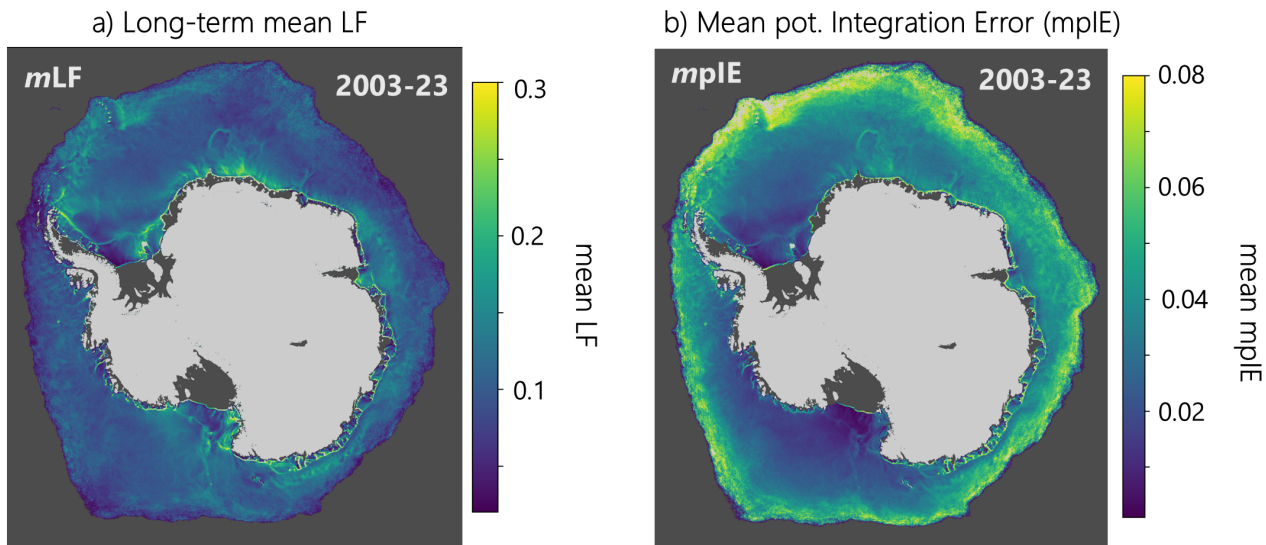 a) Long-term mean LF
mLF
2003-23
0.3
0.2
0.1
mean LF
b) Mean pot. Integration Error (mpIE)
mpIE
2003-23
0.08
0.06
0.04
0.02
mean mpIE